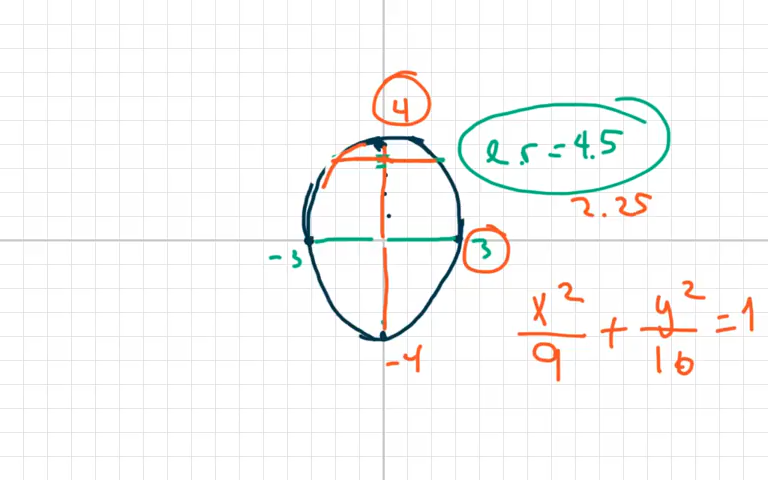 4
l.r = 4.5
2.25
-3
3
x²/9 + y²/16 = 1
-4